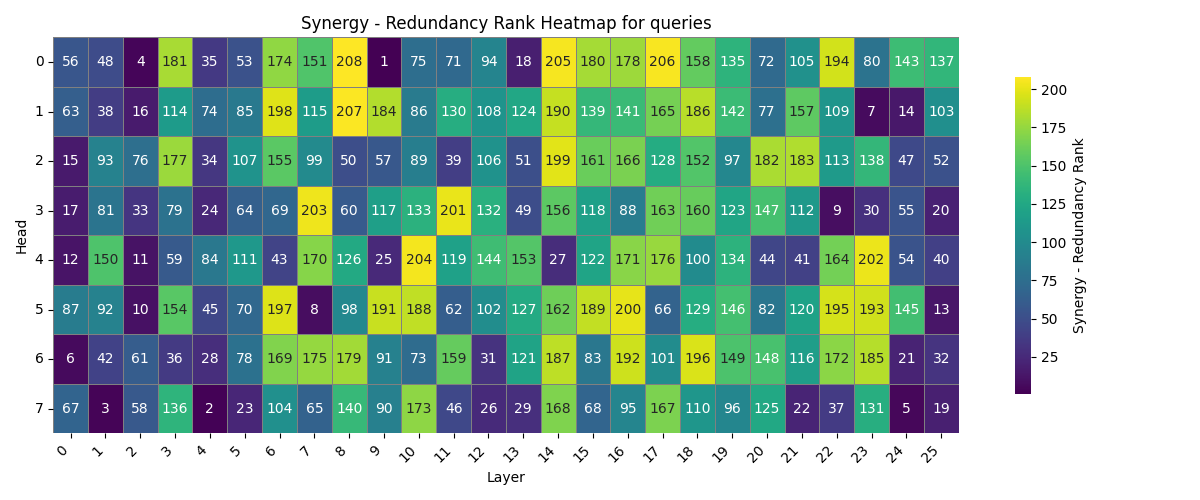 Synergy - Redundancy Rank Heatmap for queries
0 56 48 4 181 35 53 174 151 208 1 75 71 94 18 205 180 178 206 158 135 72 105 194 80 143 137
1 63 38 16 114 74 85 198 115 207 184 86 130 108 124 190 139 141 165 186 142 77 157 109 7 14 103
2 15 93 76 177 34 107 155 99 50 57 89 39 106 51 199 161 166 128 152 97 182 183 113 138 47 52
3 17 81 33 79 24 64 69 203 60 117 133 201 132 49 156 118 88 163 160 123 147 112 9 30 55 20
4 12 150 11 59 84 111 43 170 126 25 204 119 144 153 27 122 171 176 100 134 44 41 164 202 54 40
5 87 92 10 154 45 70 197 8 98 191 188 62 102 127 162 189 200 66 129 146 82 120 195 193 145 13
6 6 42 61 36 28 78 169 175 179 91 73 159 31 121 187 83 192 101 196 149 148 116 172 185 21 32
7 67 3 58 136 2 23 104 65 140 90 173 46 26 29 168 68 95 167 110 96 125 22 37 131 5 19
0 1 2 3 4 5 6 7 8 9 10 11 12 13 14 15 16 17 18 19 20 21 22 23 24 25
Layer
Head
200
175
150
125
100
75
50
25
Synergy - Redundancy Rank